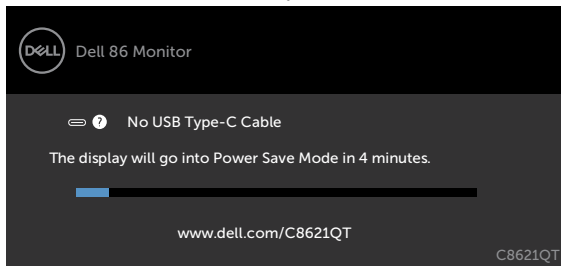 DELL
Dell 86 Monitor
? No USB Type-C Cable
The display will go into Power Save Mode in 4 minutes.
www.dell.com/C8621QT
C8621QT